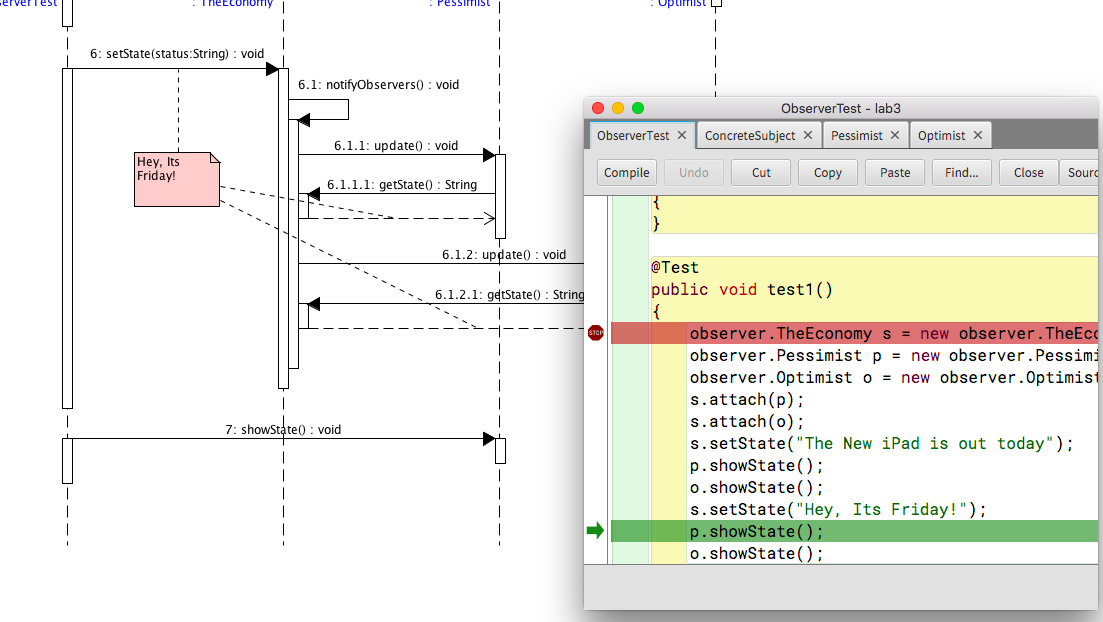 serverTest
: TheEconomy
: Pessimist
: Optimist
6: setState(status:String) : void
6.1: notifyObservers() : void
6.1.1: update() : void
Hey, Its
Friday!
6.1.1.1: getState() : String
6.1.2: update() : void
6.1.2.1: getState() : String
7: showState() : void
ObserverTest - lab3
ObserverTest ✕ ConcreteSubject ✕ Pessimist ✕ Optimist ✕
Compile Undo Cut Copy Paste Find... Close Sourc
{
}
@Test
public void test1()
{
STOP
observer.TheEconomy s = new observer.TheEco
observer.Pessimist p = new observer.Pessimi
observer.Optimist o = new observer.Optimist
s.attach(p);
s.attach(o);
s.setState("The New iPad is out today");
p.showState();
o.showState();
s.setState("Hey, Its Friday!");
p.showState();
o.showState();